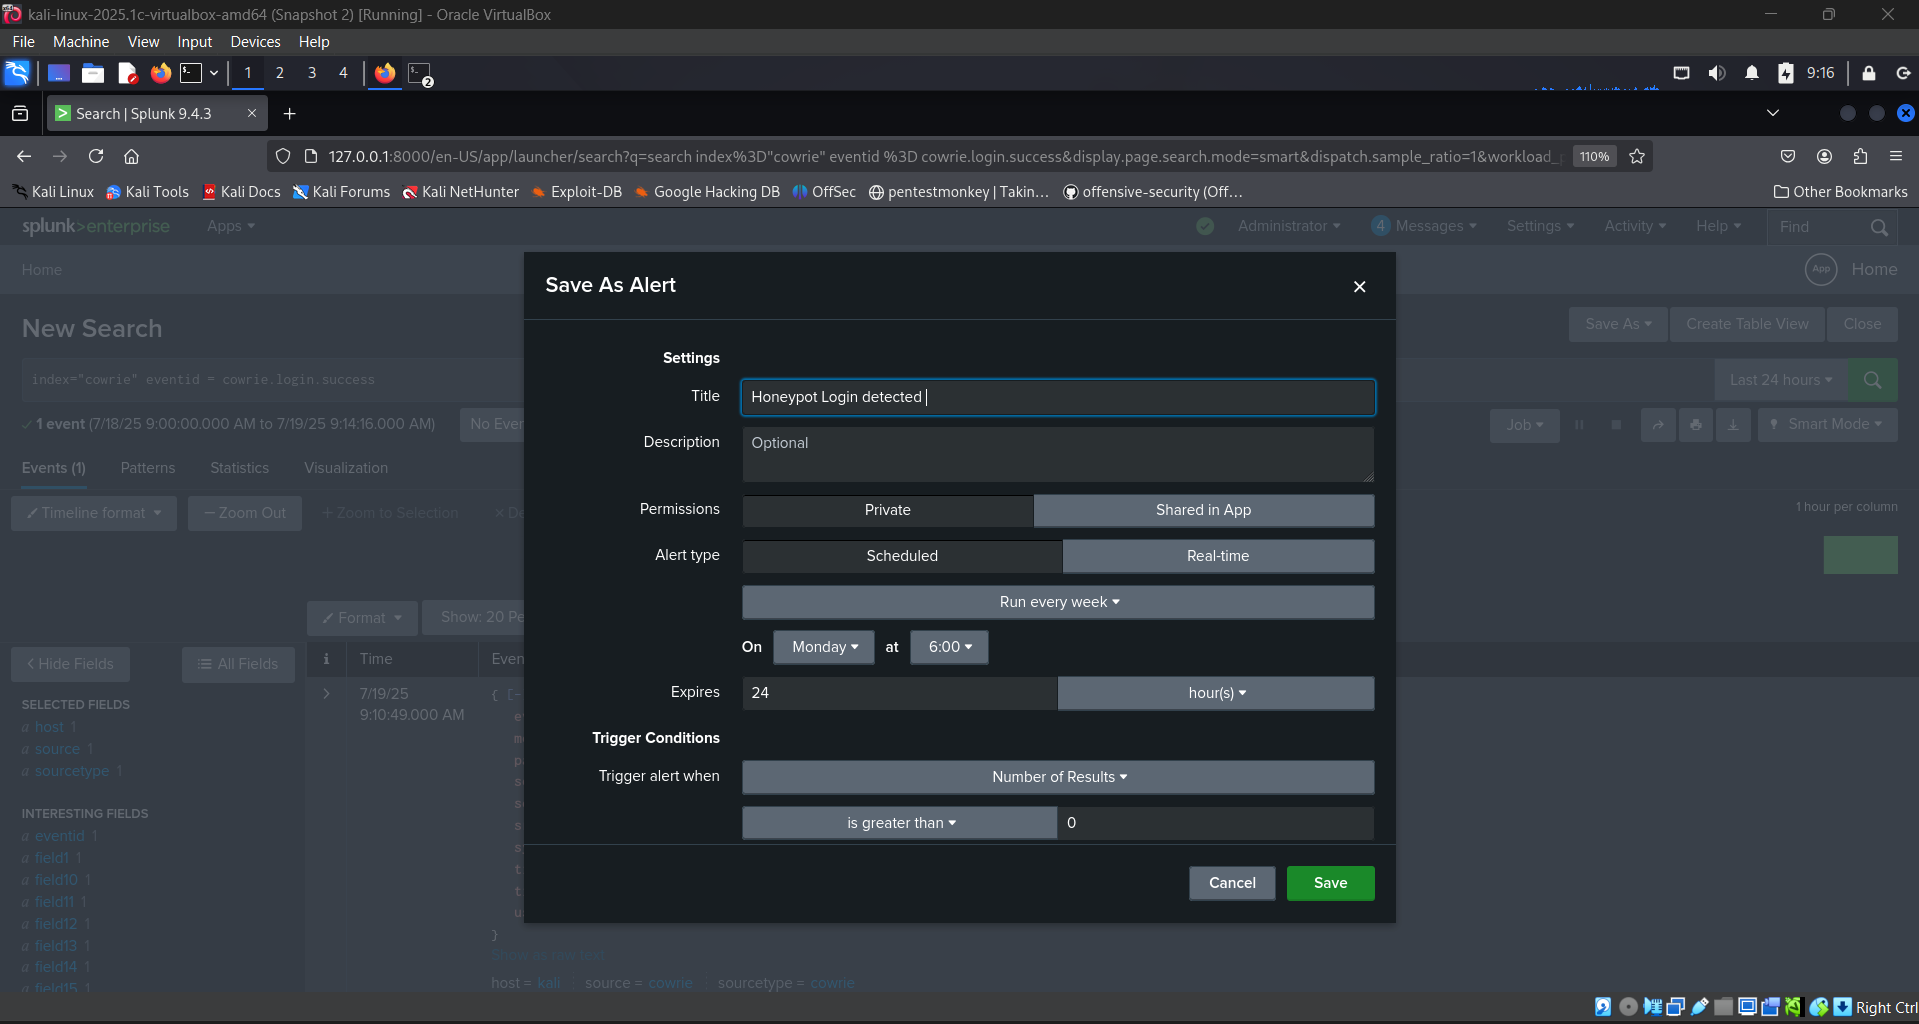 kali-linux-2025.1c-virtualbox-amd64 (Snapshot 2) [Running] - Oracle VirtualBox
File Machine View Input Devices Help
1 2 3 4 2 9:16
Search | Splunk 9.4.3
127.0.0.1:8000/en-US/app/launcher/search?q=search index%3D"cowrie" eventid %3D cowrie.login.success&display.page.search.mode=smart&dispatch.sample_ratio=1&workload_ 110%
Kali Linux Kali Tools Kali Docs Kali Forums Kali NetHunter Exploit-DB Google Hacking DB OffSec pentestmonkey | Takin... offensive-security (Off... Other Bookmarks
splunk>enterprise Apps Administrator 4 Messages Settings Activity Help Find
Home App Home
Save As Alert
New Search Save As Create Table View Close
index="cowrie" eventid = cowrie.login.success Last 24 hours
1 event (7/18/25 9:00:00.000 AM to 7/19/25 9:14:16.000 AM) No Even Job Smart Mode
Events (1) Patterns Statistics Visualization
Timeline format Zoom Out + Zoom to Selection × De 1 hour per column
Settings
Title Honeypot Login detected
Description Optional
Permissions Private Shared in App
Alert type Scheduled Real-time
Run every week
On Monday at 6:00
Expires 24 hour(s)
Trigger Conditions
Trigger alert when Number of Results
is greater than 0
Cancel Save
Format Show: 20 Pe
Hide Fields All Fields i Time Even
SELECTED FIELDS
a host 1
a source 1
a sourcetype 1
INTERESTING FIELDS
a eventid 1
a field1 1
a field10 1
a field11 1
a field12 1
a field13 1
a field14 1
a field15 1
7/19/25
9:10:49.000 AM
{ [-
}
Show as raw text
host = kali source = cowrie sourcetype = cowrie
Right Ctrl